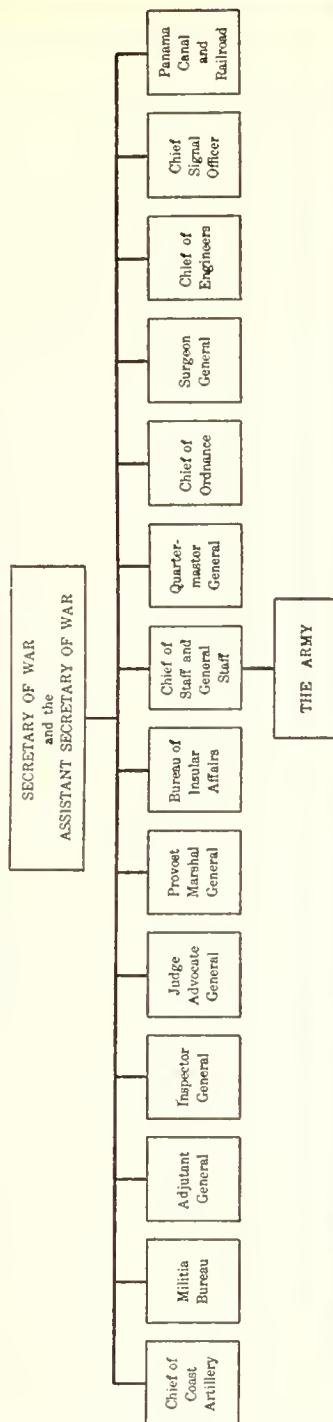 SECRETARY OF WAR
and the
ASSISTANT SECRETARY OF WAR
Chief of
Coast
Artillery
Militia
Bureau
Adjutant
General
Inspector
General
Judge
Advocate
General
Provost
Marshal
General
Bureau of
Insular
Affairs
Chief of
Staff and
General
Staff
Quarter-
master
General
Chief of
Ordnance
Surgeon
General
Chief of
Engineers
Chief
Signal
Officer
Panama
Canal
and
Railroad
THE ARMY